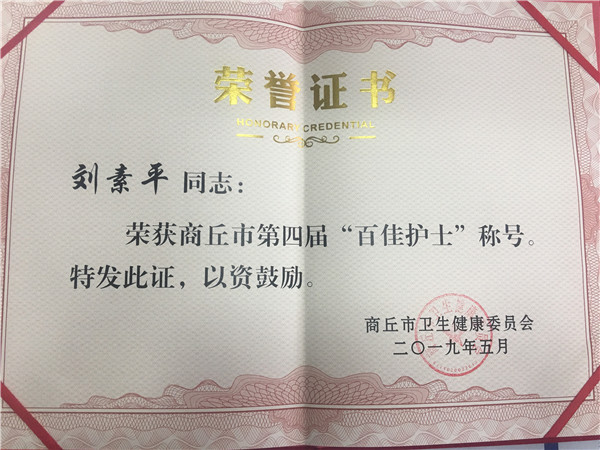 荣誉证书
HONORARY CREDENTIAL
刘素平 同志：
荣获商丘市第四届“百佳护士”称号。
特发此证，以资鼓励。
商丘市卫生健康委员会
二〇一九年五月